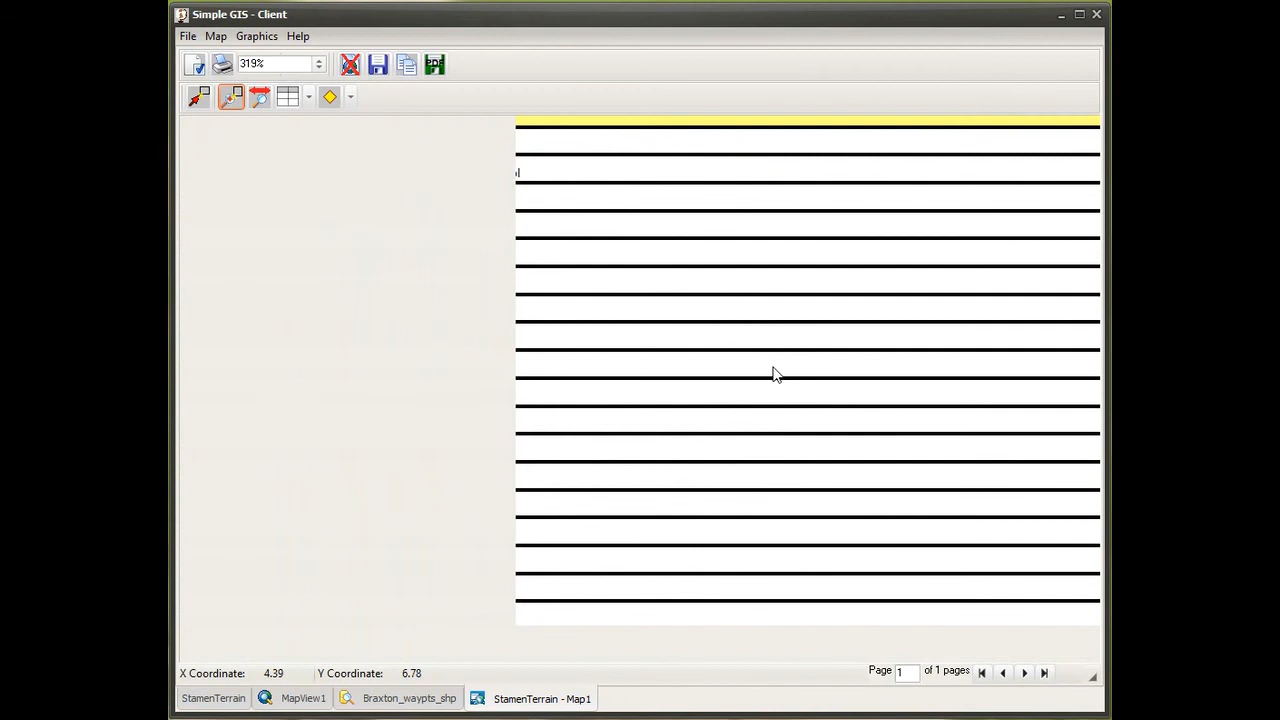 Simple GIS - Client
File Map Graphics Help
319%
PDF
X Coordinate: 4.39 Y Coordinate: 6.78
Page 1 of 1 pages
StamenTerrain MapView1 Braxton_waypts_shp StamenTerrain - Map1